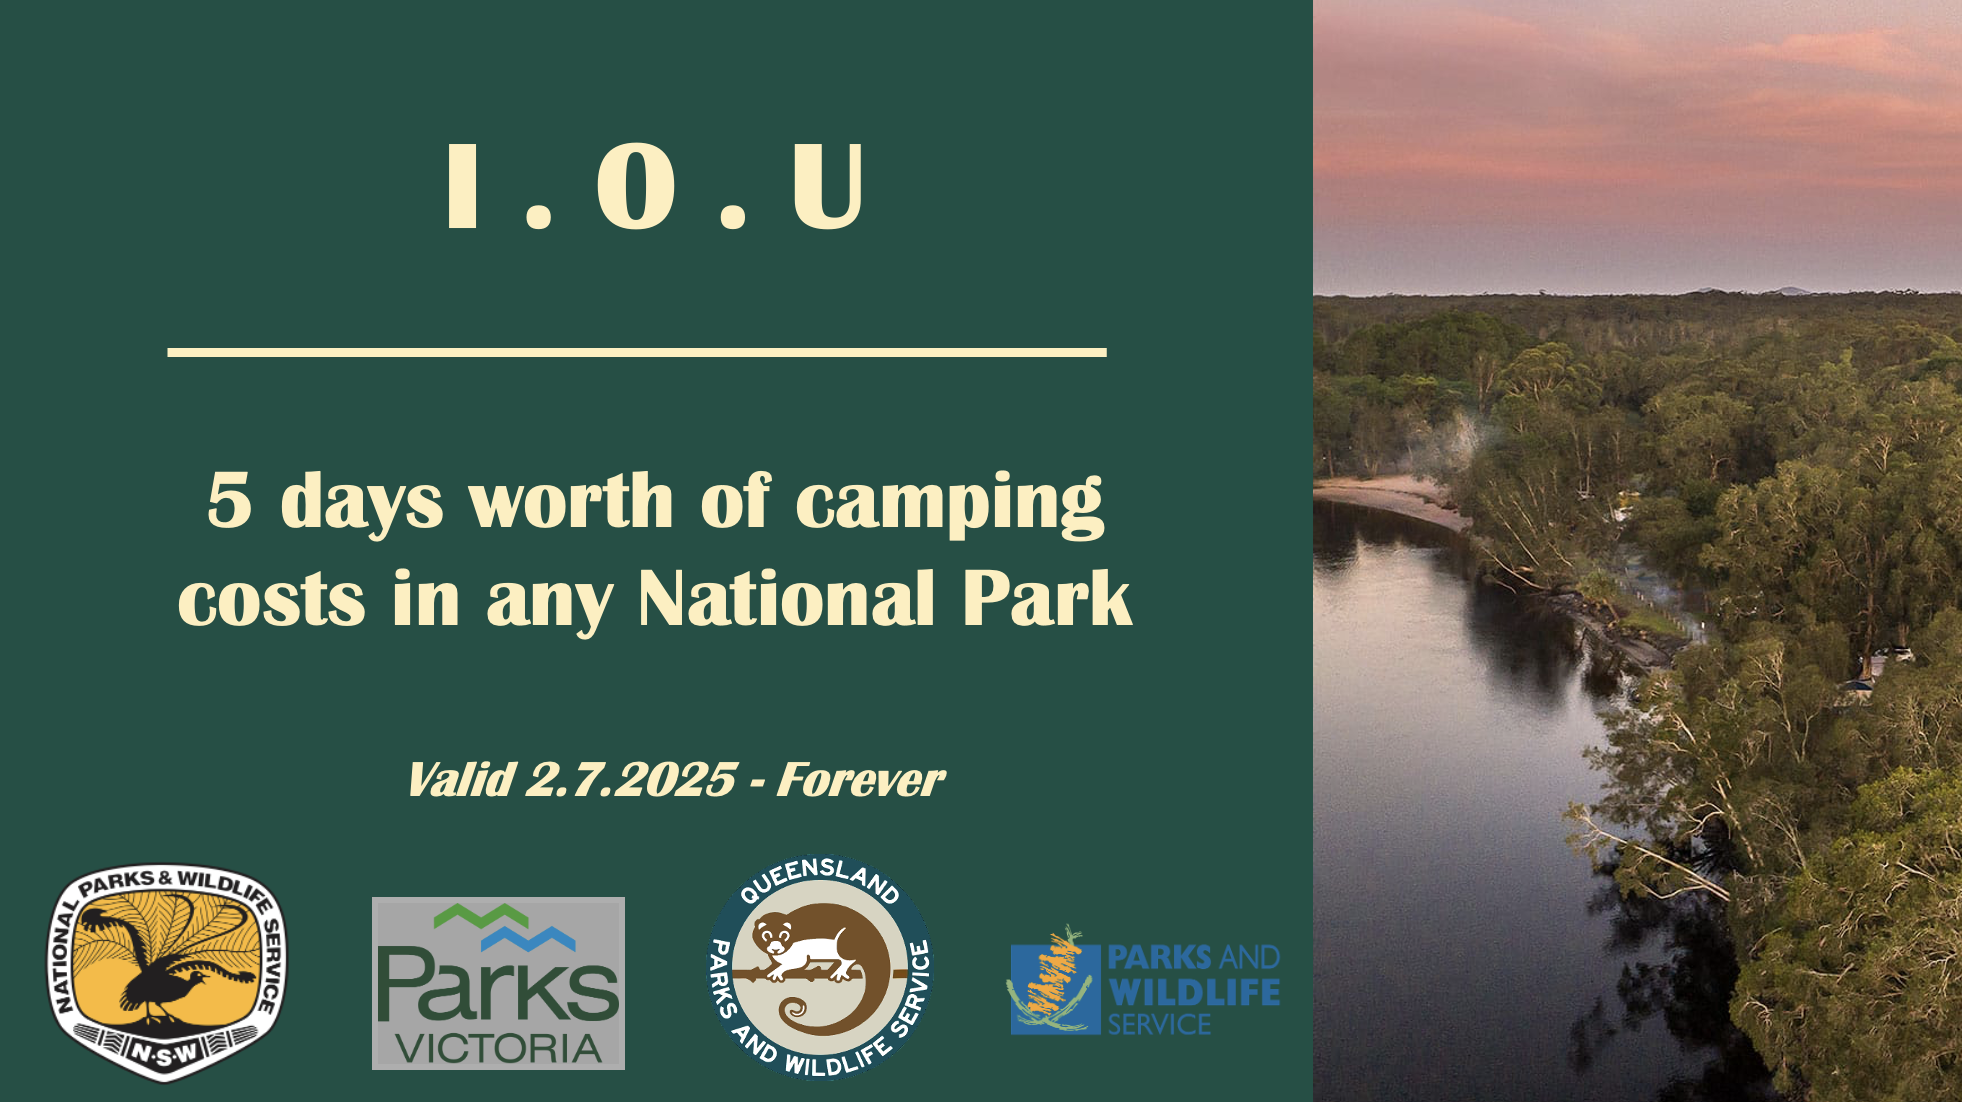 I.O.U
5 days worth of camping
costs in any National Park
Valid 2.7.2025 - Forever
NATIONAL PARKS & WILDLIFE SERVICE
N·S·W
Parks
VICTORIA
QUEENSLAND
PARKS AND WILDLIFE SERVICE
PARKS AND
WILDLIFE
SERVICE